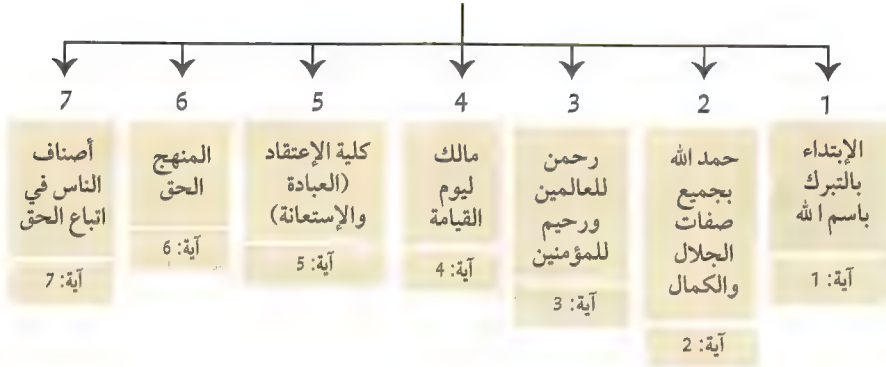 1
الإبتداء
بالتبرك
باسم الله
آية: 1
2
حمد الله
بجميع
صفات
الجلال
والكمال
آية: 2
3
رحمن
للعالمين
ورحيم
للمؤمنين
آية: 3
4
مالك
ليوم
القيامة
آية: 4
5
كلية الإعتقاد
(العبادة
والإستعانة)
آية: 5
6
المنهج
الحق
آية: 6
7
أصناف
الناس في
اتباع الحق
آية: 7